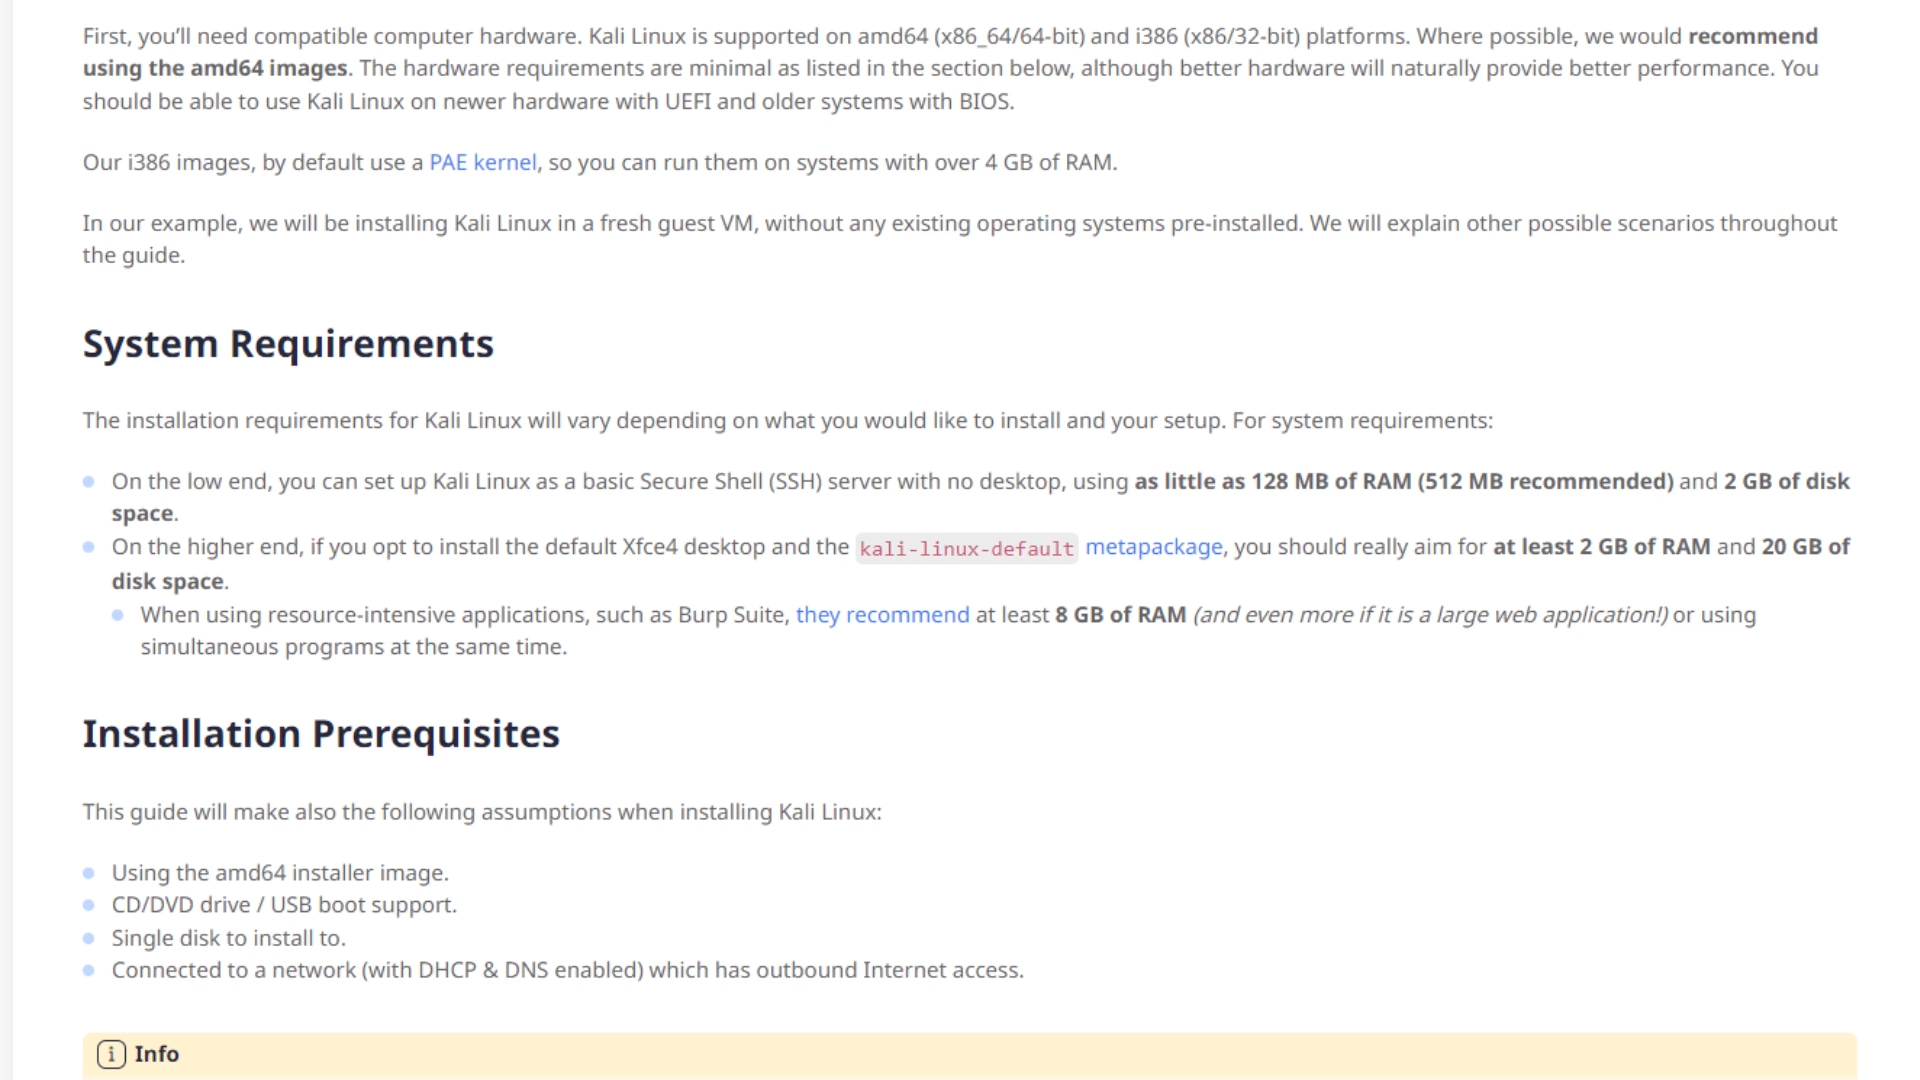 First, you’ll need compatible computer hardware. Kali Linux is supported on amd64 (x86_64/64-bit) and i386 (x86/32-bit) platforms. Where possible, we would recommend
using the amd64 images. The hardware requirements are minimal as listed in the section below, although better hardware will naturally provide better performance. You
should be able to use Kali Linux on newer hardware with UEFI and older systems with BIOS.
Our i386 images, by default use a PAE kernel, so you can run them on systems with over 4 GB of RAM.
In our example, we will be installing Kali Linux in a fresh guest VM, without any existing operating systems pre-installed. We will explain other possible scenarios throughout
the guide.
System Requirements
The installation requirements for Kali Linux will vary depending on what you would like to install and your setup. For system requirements:
On the low end, you can set up Kali Linux as a basic Secure Shell (SSH) server with no desktop, using as little as 128 MB of RAM (512 MB recommended) and 2 GB of disk
space.
On the higher end, if you opt to install the default Xfce4 desktop and the kali-linux-default metapackage, you should really aim for at least 2 GB of RAM and 20 GB of
disk space.
When using resource-intensive applications, such as Burp Suite, they recommend at least 8 GB of RAM (and even more if it is a large web application!) or using
simultaneous programs at the same time.
Installation Prerequisites
This guide will make also the following assumptions when installing Kali Linux:
Using the amd64 installer image.
CD/DVD drive / USB boot support.
Single disk to install to.
Connected to a network (with DHCP & DNS enabled) which has outbound Internet access.
i Info